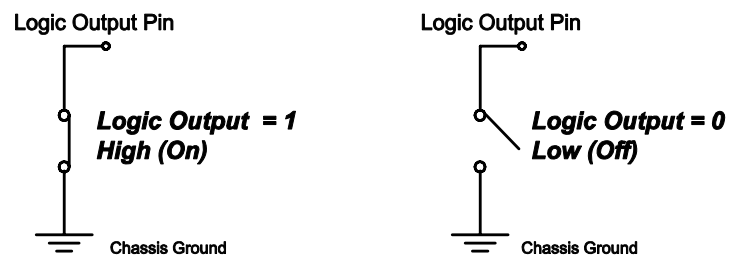 Logic Output Pin
Logic Output = 1
High (On)
Chassis Ground
Logic Output Pin
Logic Output = 0
Low (Off)
Chassis Ground